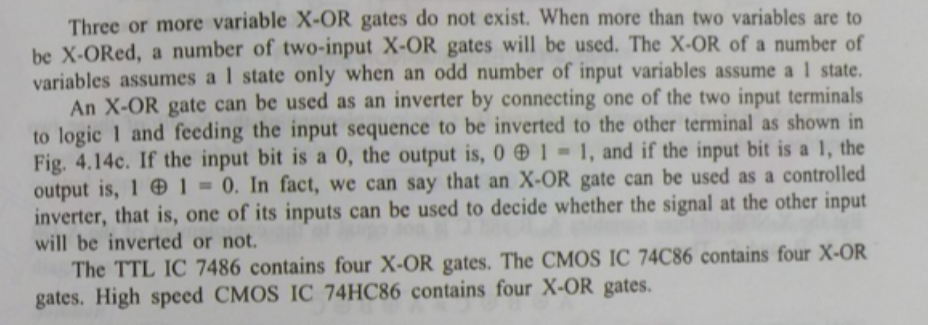 Three or more variable X-OR gates do not exist. When more than two variables are to
be X-ORed, a number of two-input X-OR gates will be used. The X-OR of a number of
variables assumes a 1 state only when an odd number of input variables assume a 1 state.
An X-OR gate can be used as an inverter by connecting one of the two input terminals
to logic 1 and feeding the input sequence to be inverted to the other terminal as shown in
Fig. 4.14c. If the input bit is a 0, the output is, 0 ⊕ 1 = 1, and if the input bit is a 1, the
output is, 1 ⊕ 1 = 0. In fact, we can say that an X-OR gate can be used as a controlled
inverter, that is, one of its inputs can be used to decide whether the signal at the other input
will be inverted or not.
The TTL IC 7486 contains four X-OR gates. The CMOS IC 74C86 contains four X-OR
gates. High speed CMOS IC 74HC86 contains four X-OR gates.